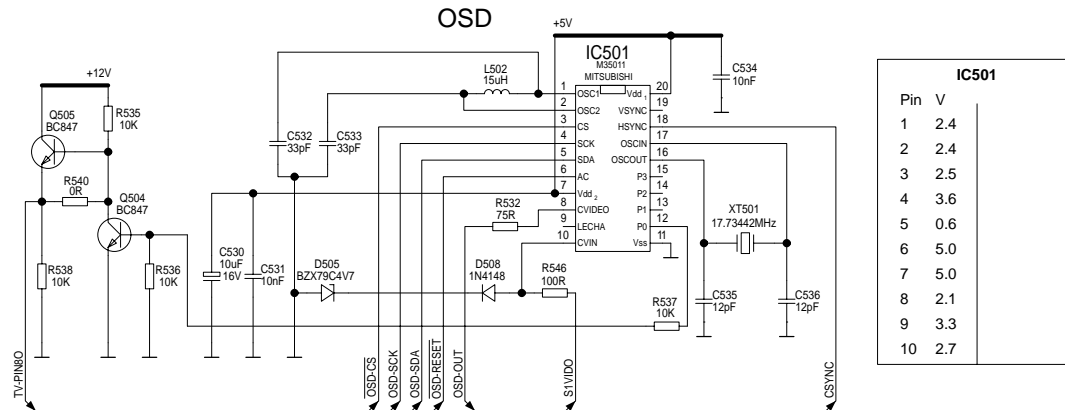 OSD
+5V
IC501
M35011
MITSUBISHI
+12V
L502
15uH
C534
10nF
Q505
BC847
R535
10K
C532
33pF
C533
33pF
1 OSC1 Vdd 1 20
2 OSC2 VSYNC 19
3 CS HSYNC 18
4 SCK OSCIN 17
5 SDA OSCOUT 16
6 AC P3 15
7 Vdd 2 P2 14
8 CVIDEO P1 13
9 LECHA P0 12
10 CVIN Vss 11
R540
0R
Q504
BC847
R532
75R
XT501
17.73442MHz
R538
10K
R536
10K
C530
10uF
16V
C531
10nF
D505
BZX79C4V7
D508
1N4148
R546
100R
R537
10K
C535
12pF
C536
12pF
TV-PIN8O
OSD-CS
OSD-SCK
OSD-SDA
OSD-RESET
OSD-OUT
S1VIDO
CSYNC
IC501
Pin V
1 2.4
2 2.4
3 2.5
4 3.6
5 0.6
6 5.0
7 5.0
8 2.1
9 3.3
10 2.7